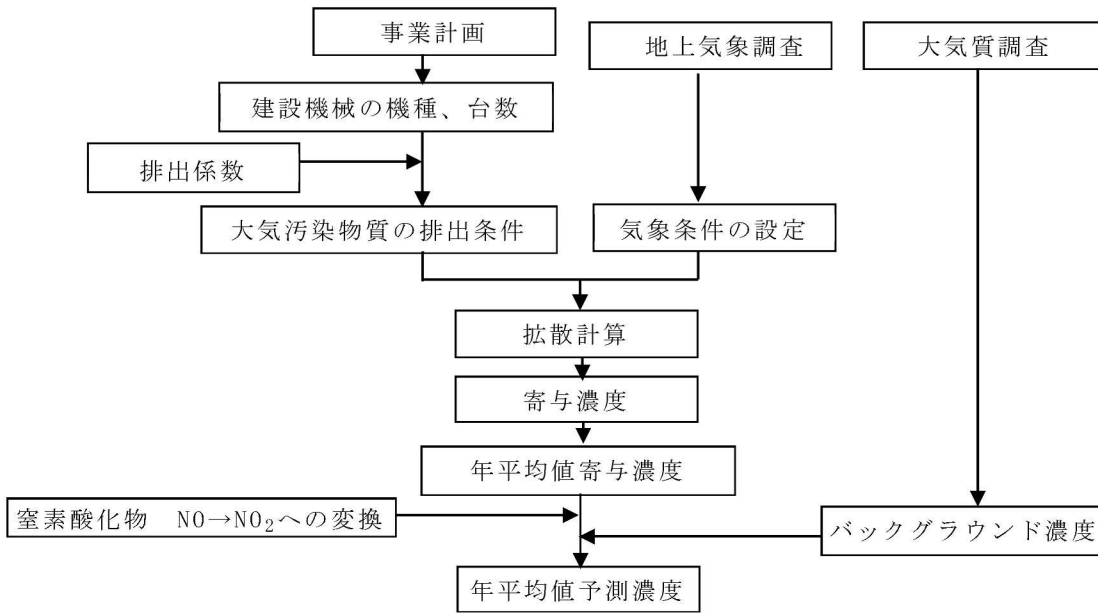 事業計画
地上気象調査
大気質調査
建設機械の機種、台数
排出係数
大気汚染物質の排出条件
気象条件の設定
拡散計算
寄与濃度
年平均値寄与濃度
窒素酸化物　NO→NO₂への変換
バックグラウンド濃度
年平均値予測濃度